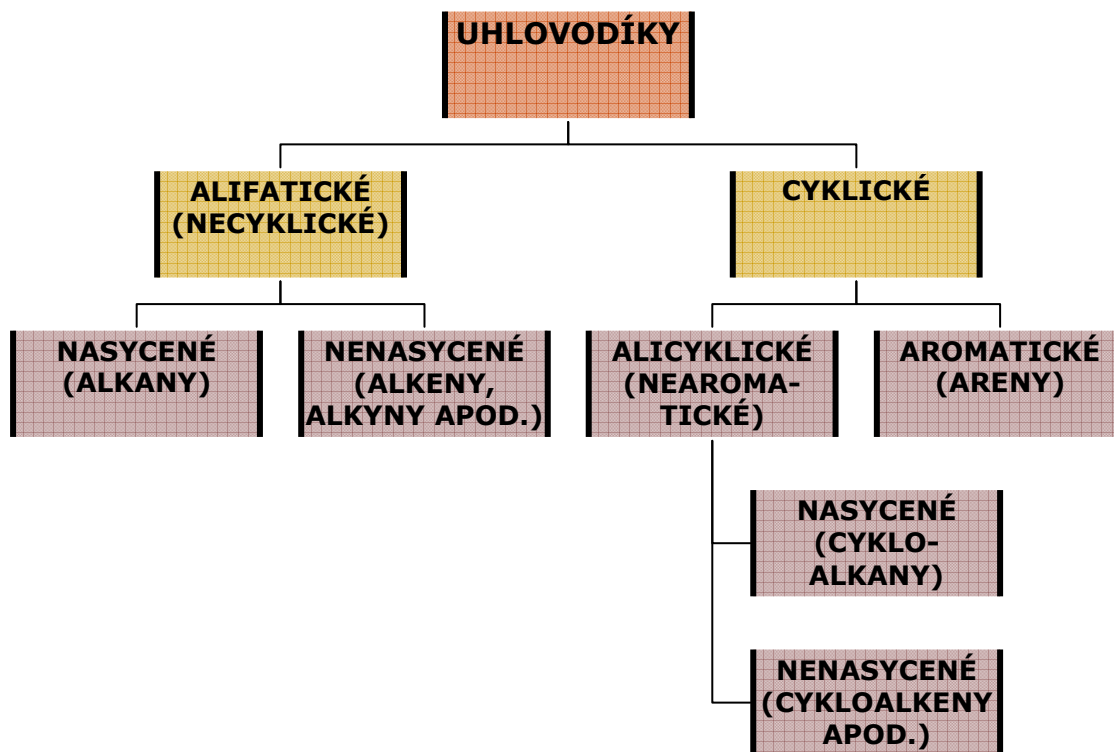 UHLOVODÍKY
ALIFATICKÉ
(NECYKLICKÉ)
CYKLICKÉ
NASYCENÉ
(ALKANY)
NENASYCENÉ
(ALKENY,
ALKYNY APOD.)
ALICYKLICKÉ
(NEAROMA-
TICKÉ)
AROMATICKÉ
(ARENY)
NASYCENÉ
(CYKLO-
ALKANY)
NENASYCENÉ
(CYKLOALKENY
APOD.)